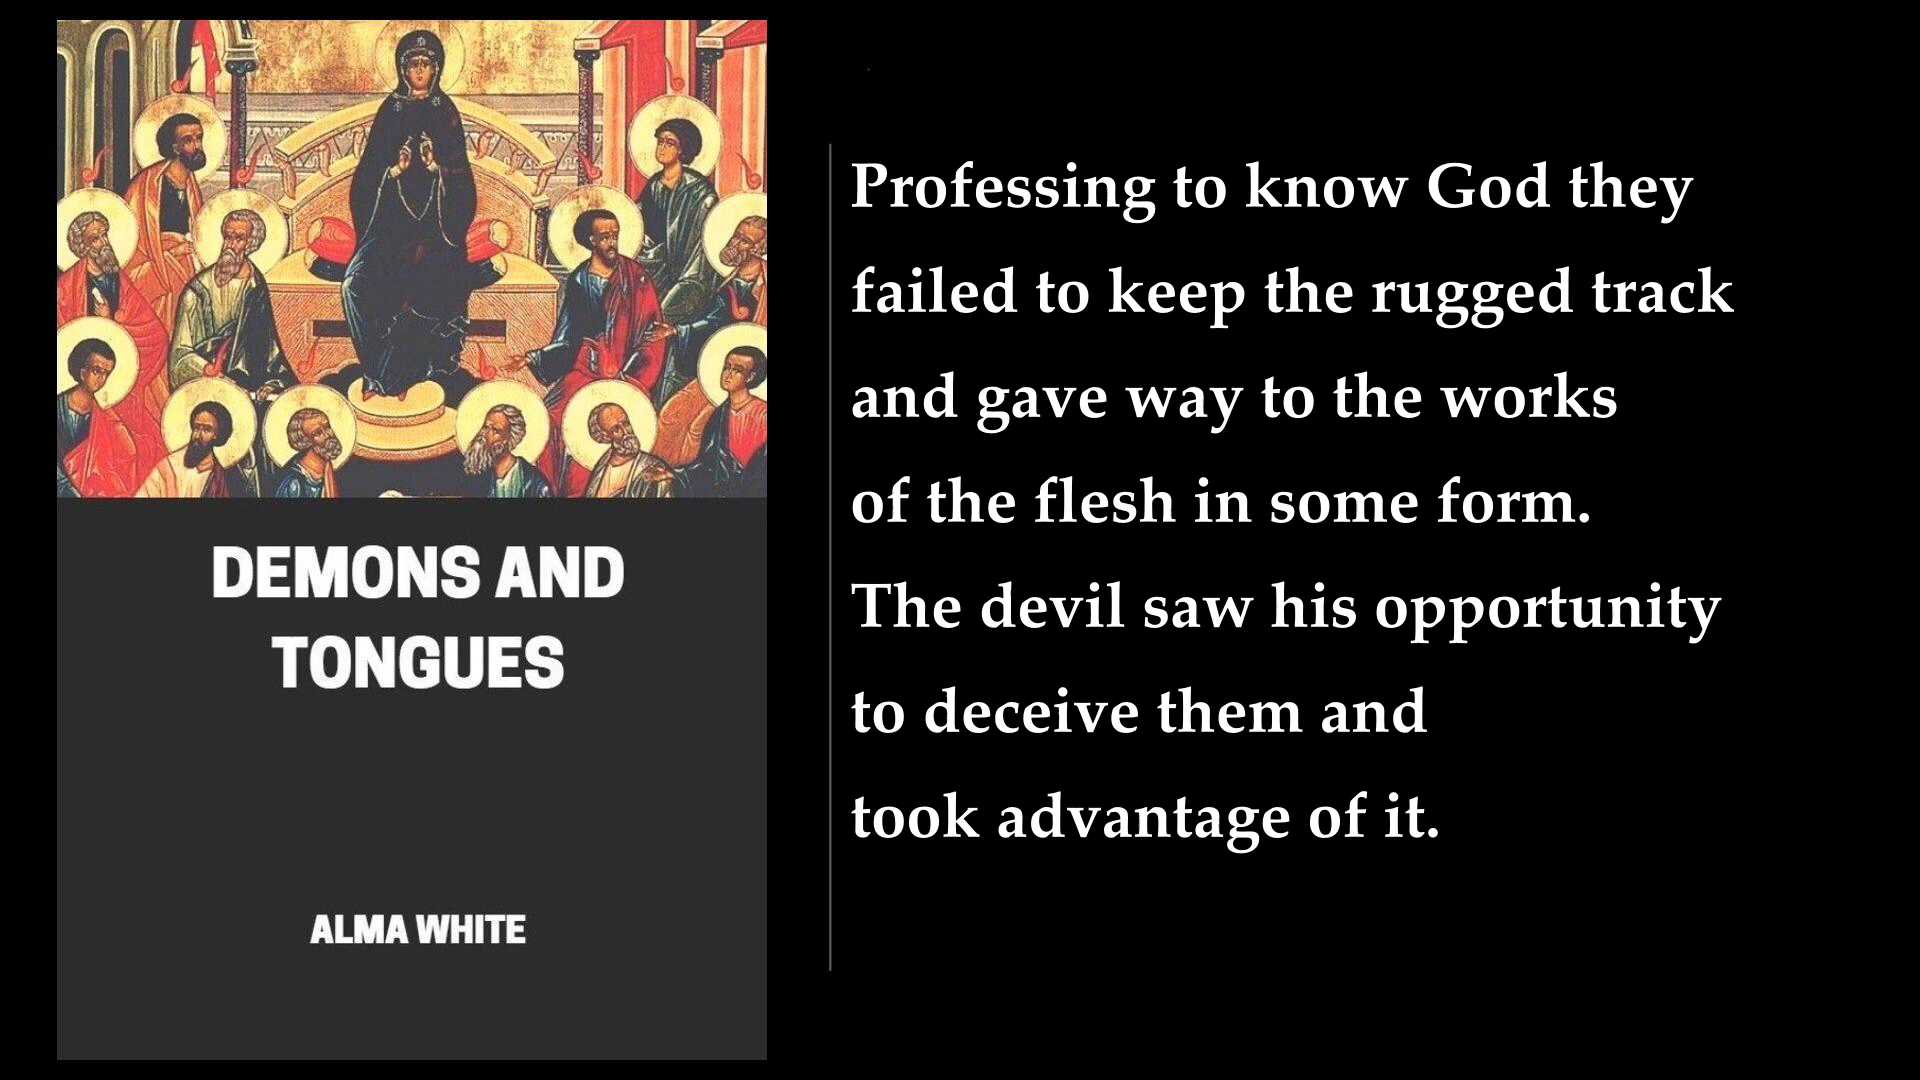 DEMONS AND
TONGUES
ALMA WHITE
Professing to know God they
failed to keep the rugged track
and gave way to the works
of the flesh in some form.
The devil saw his opportunity
to deceive them and
took advantage of it.